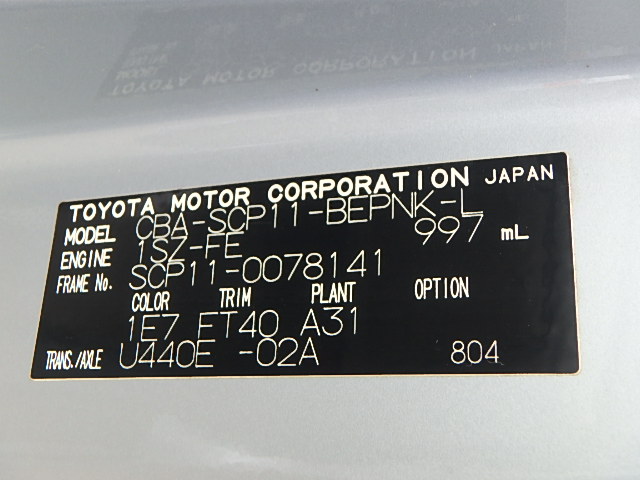 TOYOTA MOTOR CORPORATION JAPAN
MODEL CBA-SCP11-BEPNK-L
ENGINE 1SZ-FE 997 mL
FRAME No. SCP11-0078141
COLOR TRIM PLANT OPTION
1E7 FT40 A31
TRANS./AXLE U440E -02A 804